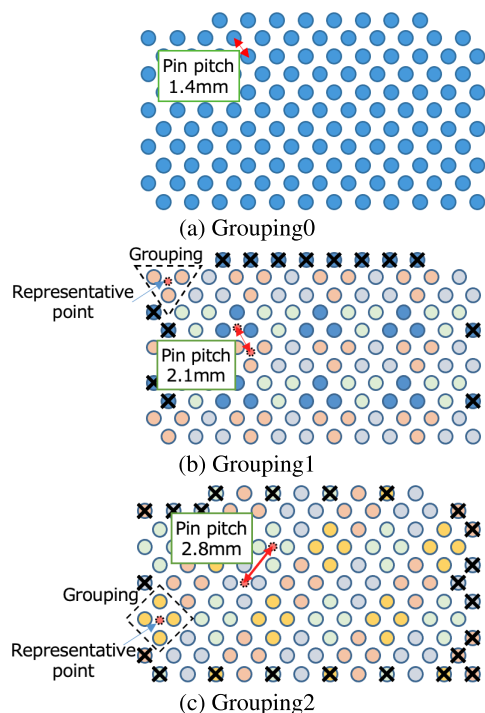 Pin pitch
1.4mm
(a) Grouping0
Grouping
Representative
point
Pin pitch
2.1mm
(b) Grouping1
Pin pitch
2.8mm
Grouping
Representative
point
(c) Grouping2